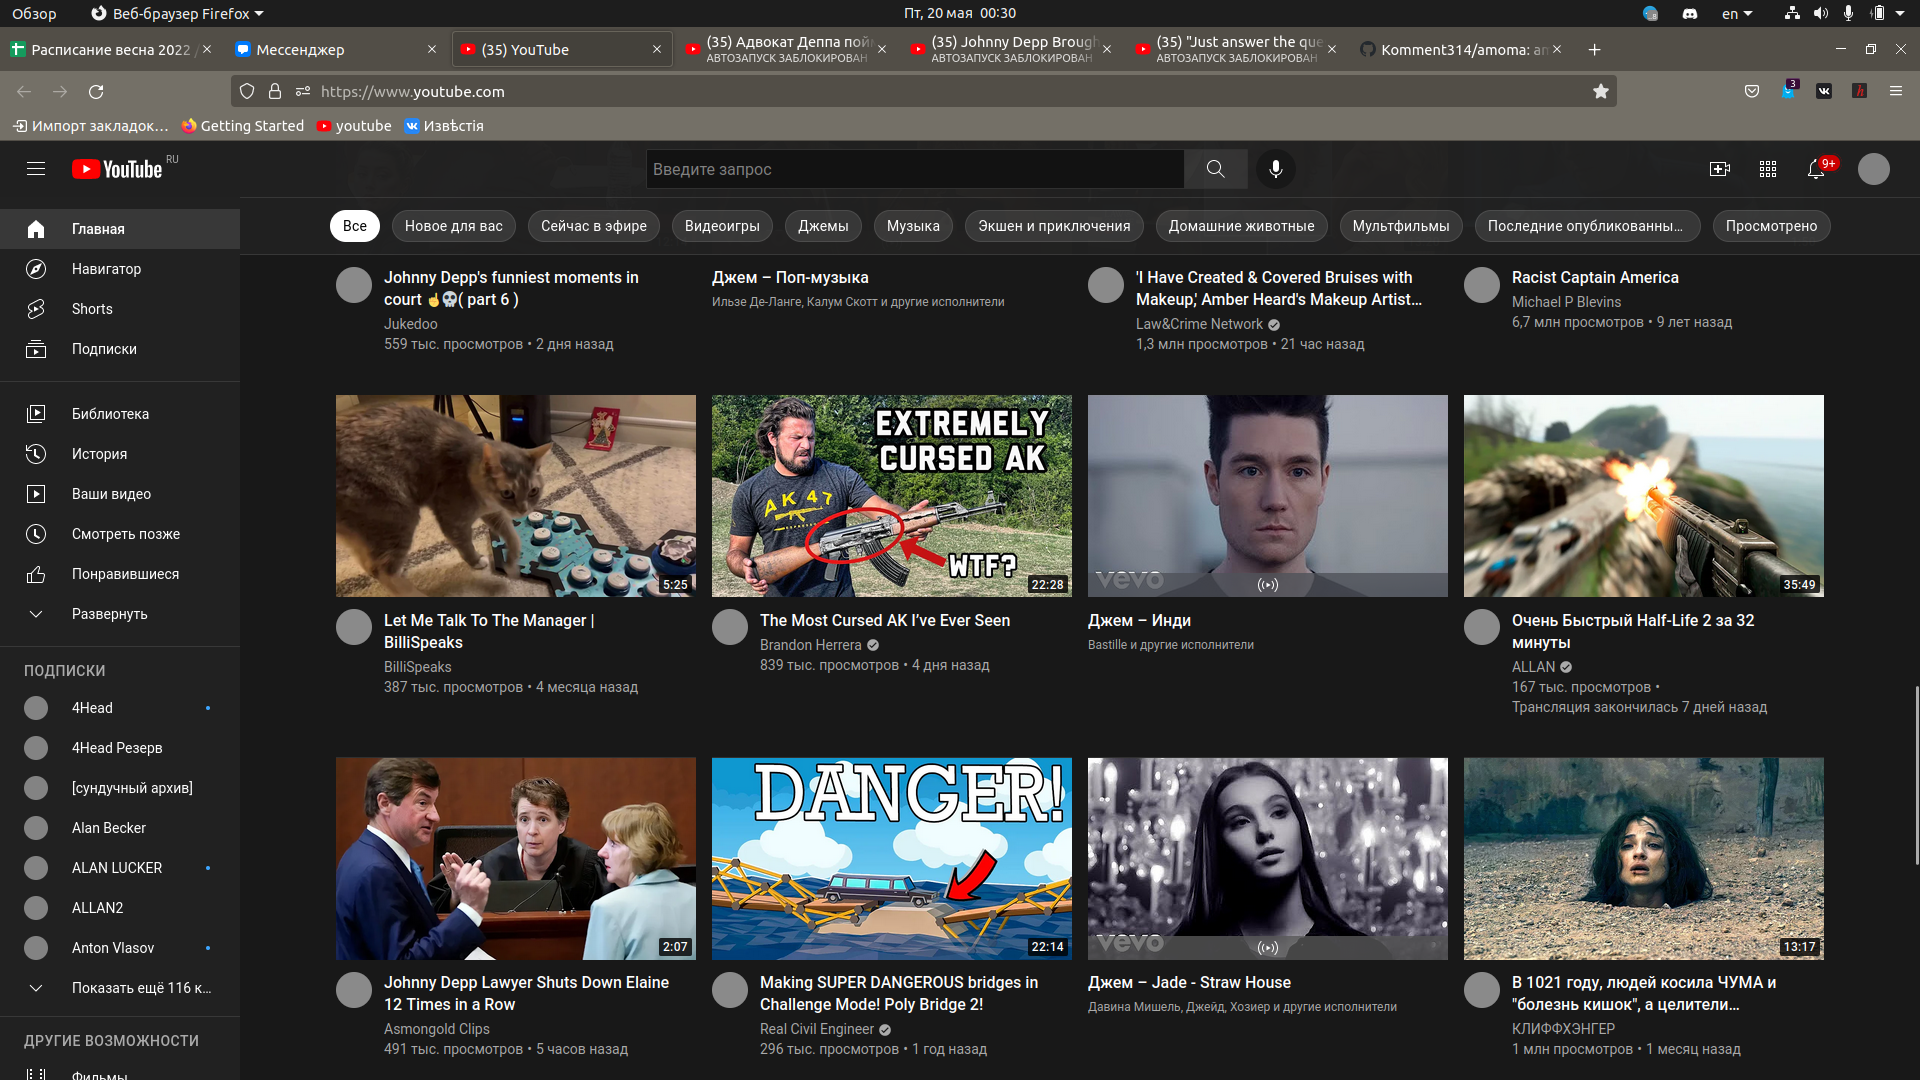 Обзор
Веб-браузер Firefox
Пт, 20 мая 00:30
en
Расписание весна 2022
Мессенджер
(35) YouTube
(35) Адвокат Деппа пой
АВТОЗАПУСК ЗАБЛОКИРОВАН
(35) Johnny Depp Brough
АВТОЗАПУСК ЗАБЛОКИРОВАН
(35) "Just answer the que
АВТОЗАПУСК ЗАБЛОКИРОВАН
Komment314/amoma: am
https://www.youtube.com
3
Импорт закладок…
Getting Started
youtube
Извѣстія
YouTube RU
Введите запрос
9+
Все
Новое для вас
Сейчас в эфире
Видеоигры
Джемы
Музыка
Экшен и приключения
Домашние животные
Мультфильмы
Последние опубликованны…
Просмотрено
Главная
Навигатор
Shorts
Подписки
Библиотека
История
Ваши видео
Смотреть позже
Понравившиеся
Развернуть
ПОДПИСКИ
4Head
4Head Резерв
[сундучный архив]
Alan Becker
ALAN LUCKER
ALLAN2
Anton Vlasov
Показать ещё 116 к…
ДРУГИЕ ВОЗМОЖНОСТИ
Фильмы
Johnny Depp's funniest moments in
court ☝💀( part 6 )
Jukedoo
559 тыс. просмотров • 2 дня назад
Джем – Поп-музыка
Ильзе Де-Ланге, Калум Скотт и другие исполнители
'I Have Created & Covered Bruises with
Makeup,' Amber Heard's Makeup Artist…
Law&Crime Network
1,3 млн просмотров • 21 час назад
Racist Captain America
Michael P Blevins
6,7 млн просмотров • 9 лет назад
5:25
Let Me Talk To The Manager |
BilliSpeaks
BilliSpeaks
387 тыс. просмотров • 4 месяца назад
EXTREMELY
CURSED AK
AK 47
WTF?
22:28
The Most Cursed AK I've Ever Seen
Brandon Herrera
839 тыс. просмотров • 4 дня назад
vevo
Джем – Инди
Bastille и другие исполнители
35:49
Очень Быстрый Half-Life 2 за 32
минуты
ALLAN
167 тыс. просмотров •
Трансляция закончилась 7 дней назад
2:07
Johnny Depp Lawyer Shuts Down Elaine
12 Times in a Row
Asmongold Clips
491 тыс. просмотров • 5 часов назад
DANGER!
22:14
Making SUPER DANGEROUS bridges in
Challenge Mode! Poly Bridge 2!
Real Civil Engineer
296 тыс. просмотров • 1 год назад
vevo
Джем – Jade - Straw House
Давина Мишель, Джейд, Хозиер и другие исполнители
13:17
В 1021 году, людей косила ЧУМА и
"болезнь кишок", а целители…
КЛИФФХЭНГЕР
1 млн просмотров • 1 месяц назад